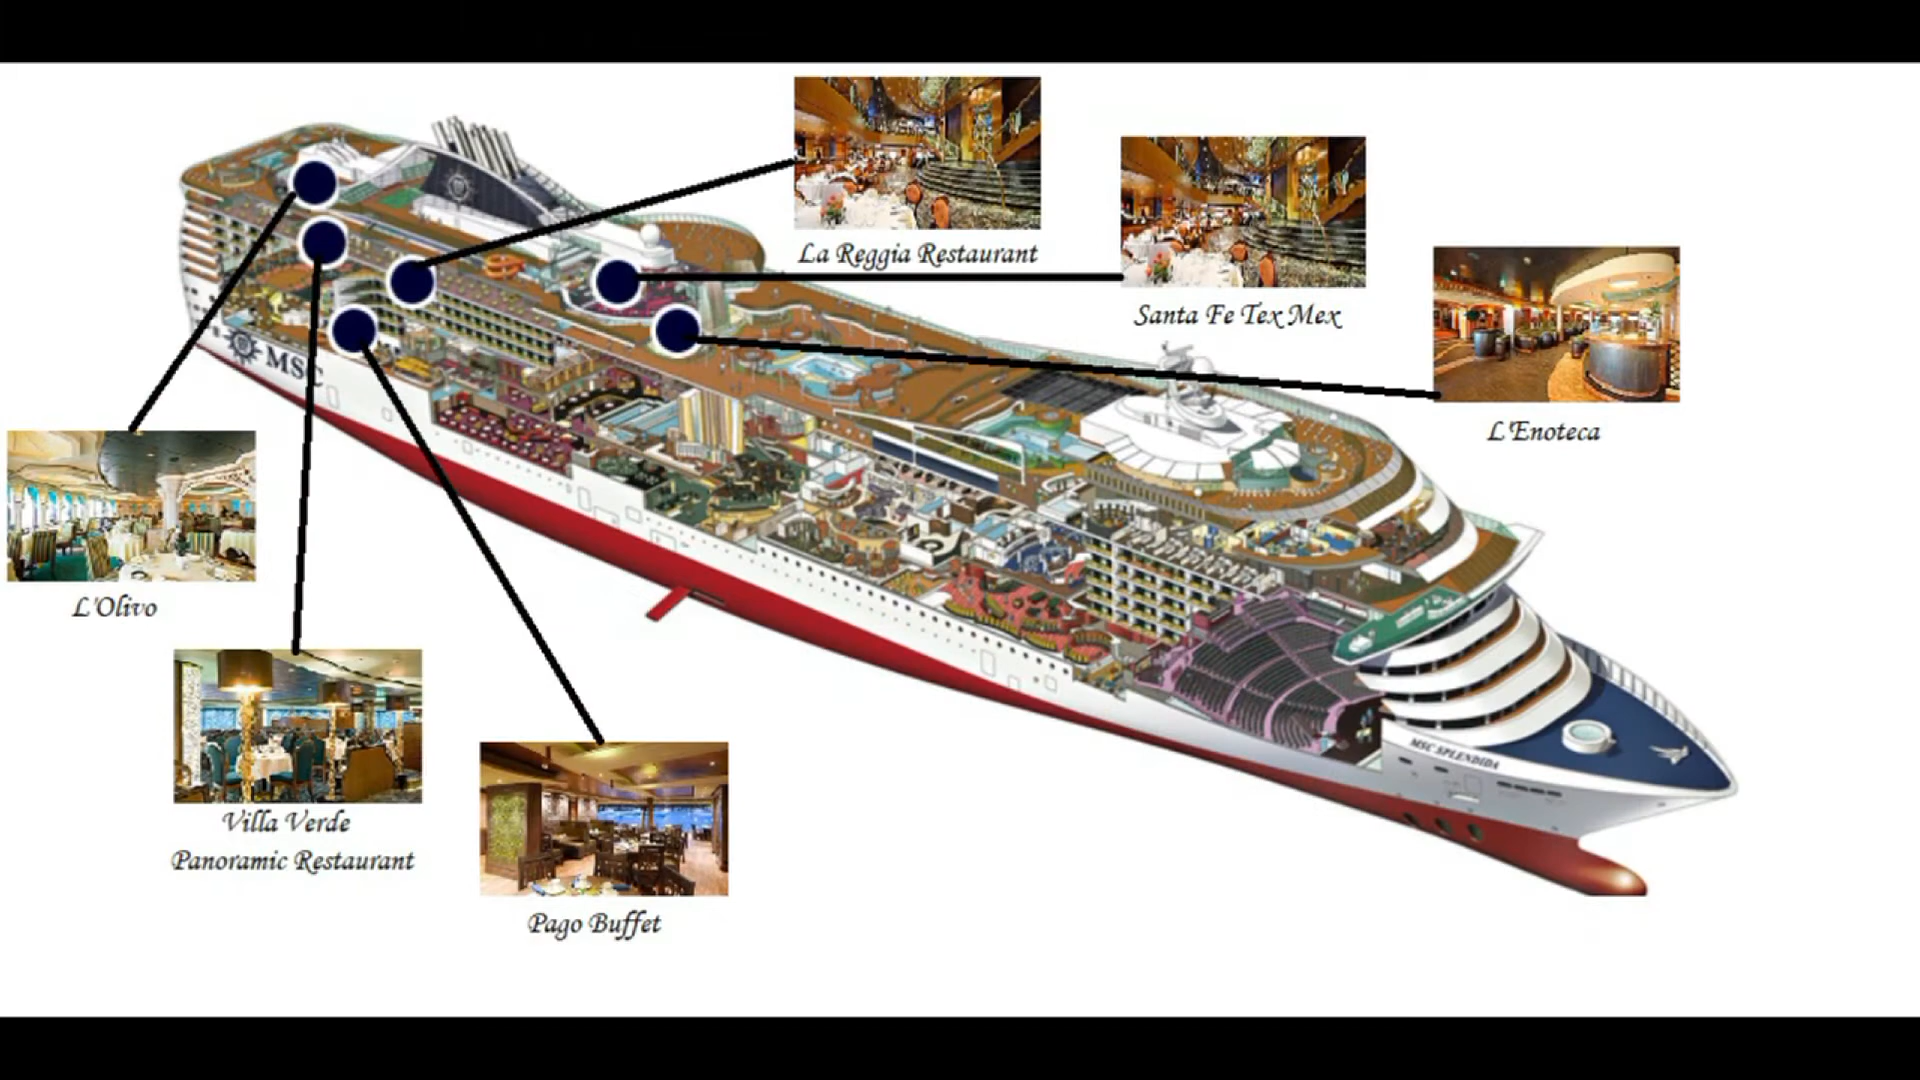 La Reggia Restaurant
Santa Fe Tex Mex
L'Enoteca
MSC
L'Olivo
MSC SPLENDIDA
Villa Verde
Panoramic Restaurant
Pago Buffet